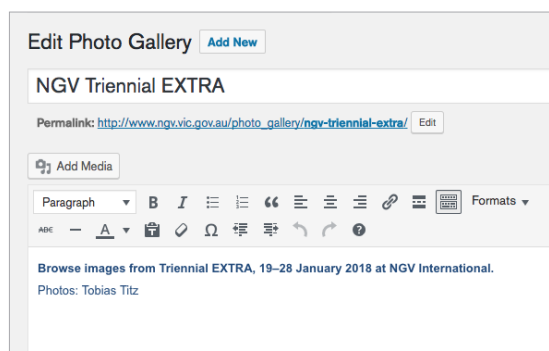 Edit Photo Gallery Add New
NGV Triennial EXTRA
Permalink: http://www.ngv.vic.gov.au/photo_gallery/ngv-triennial-extra/ Edit
Add Media
Paragraph B I Formats
ABC A Ω
Browse images from Triennial EXTRA, 19–28 January 2018 at NGV International.
Photos: Tobias Titz